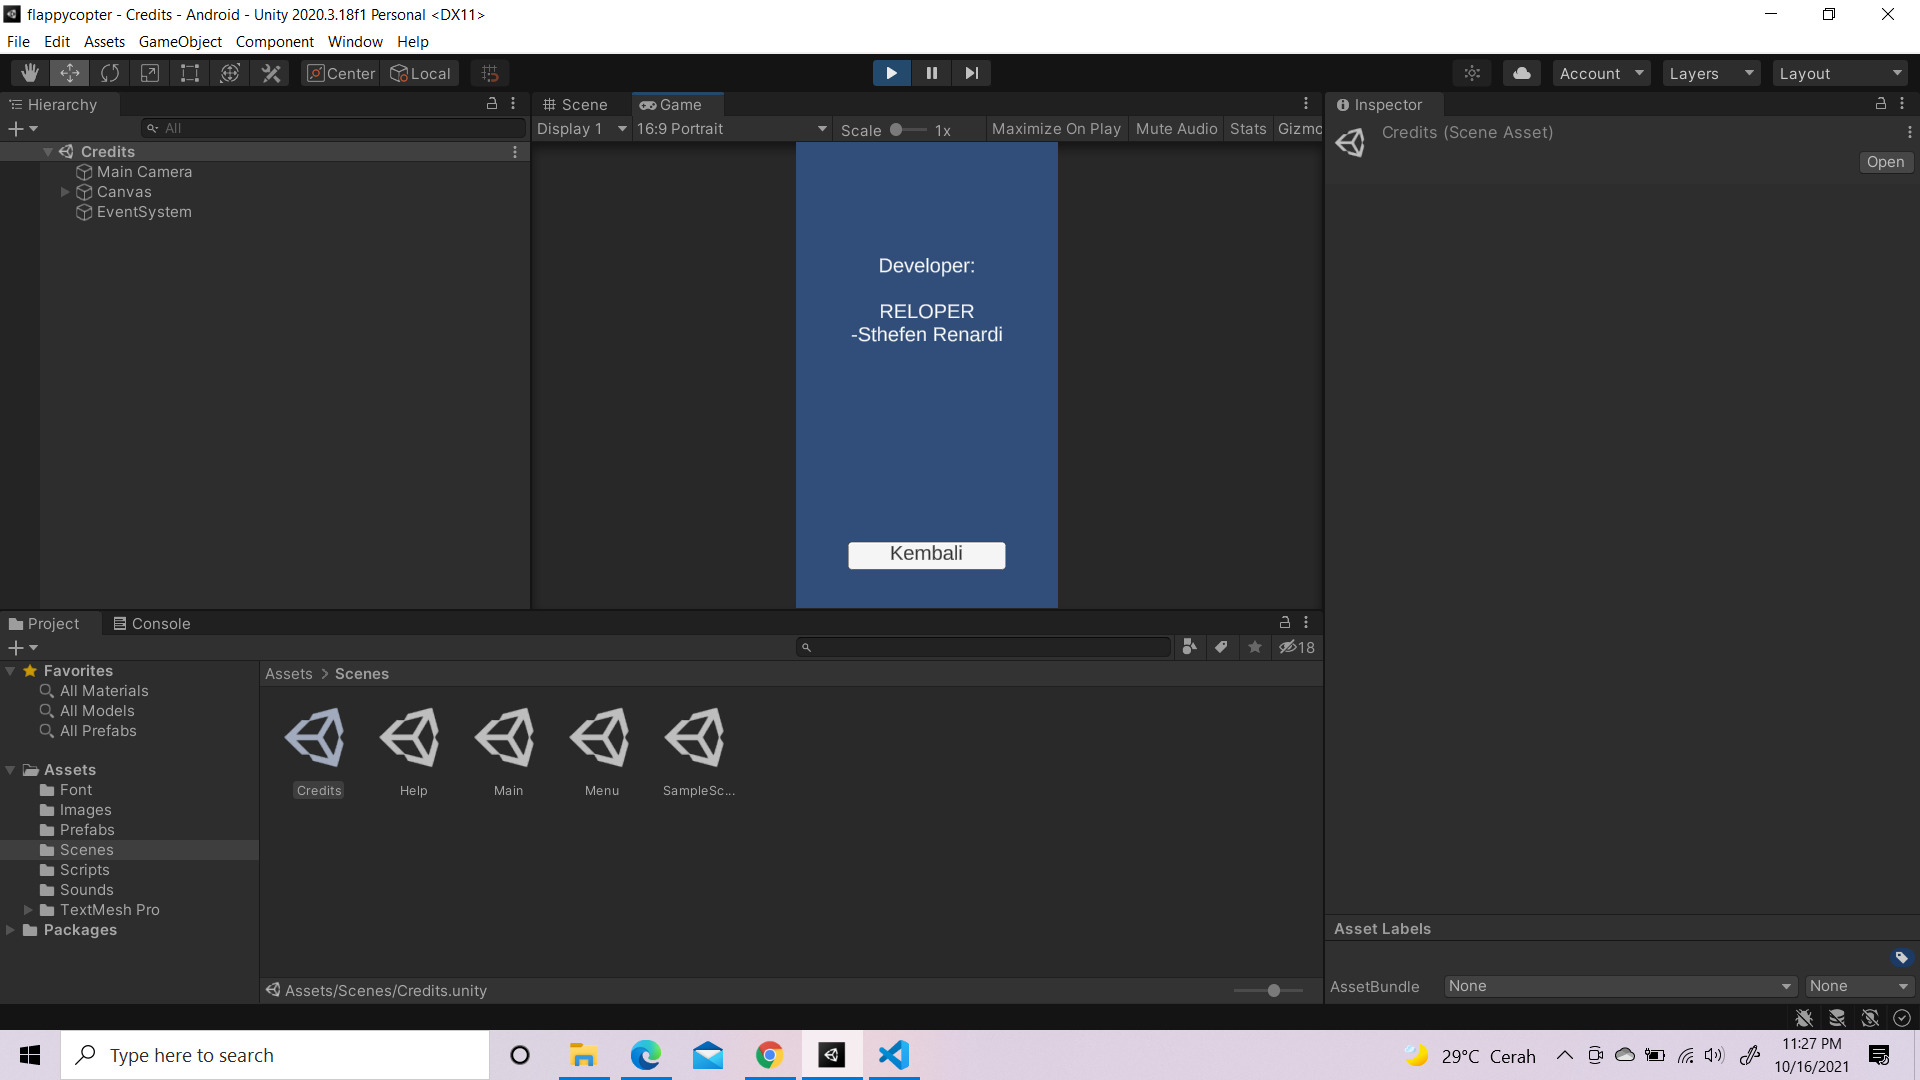 flappycopter - Credits - Android - Unity 2020.3.18f1 Personal <DX11>
File Edit Assets GameObject Component Window Help
Center Local Account Layers Layout
Hierarchy
All
Credits
Main Camera
Canvas
EventSystem
Scene Game
Display 1 16:9 Portrait Scale 1x Maximize On Play Mute Audio Stats Gizmo
Developer:
RELOPER
-Sthefen Renardi
Kembali
Inspector
Credits (Scene Asset)
Open
Project Console
18
Favorites
All Materials
All Models
All Prefabs
Assets
Font
Images
Prefabs
Scenes
Scripts
Sounds
TextMesh Pro
Packages
Assets > Scenes
Credits Help Main Menu SampleSc...
Assets/Scenes/Credits.unity
Asset Labels
AssetBundle None None
Type here to search
29°C Cerah
11:27 PM
10/16/2021